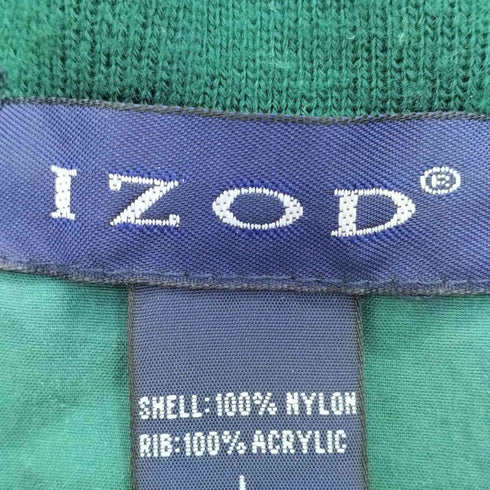 IZOD®
SHELL: 100% NYLON
RIB: 100% ACRYLIC